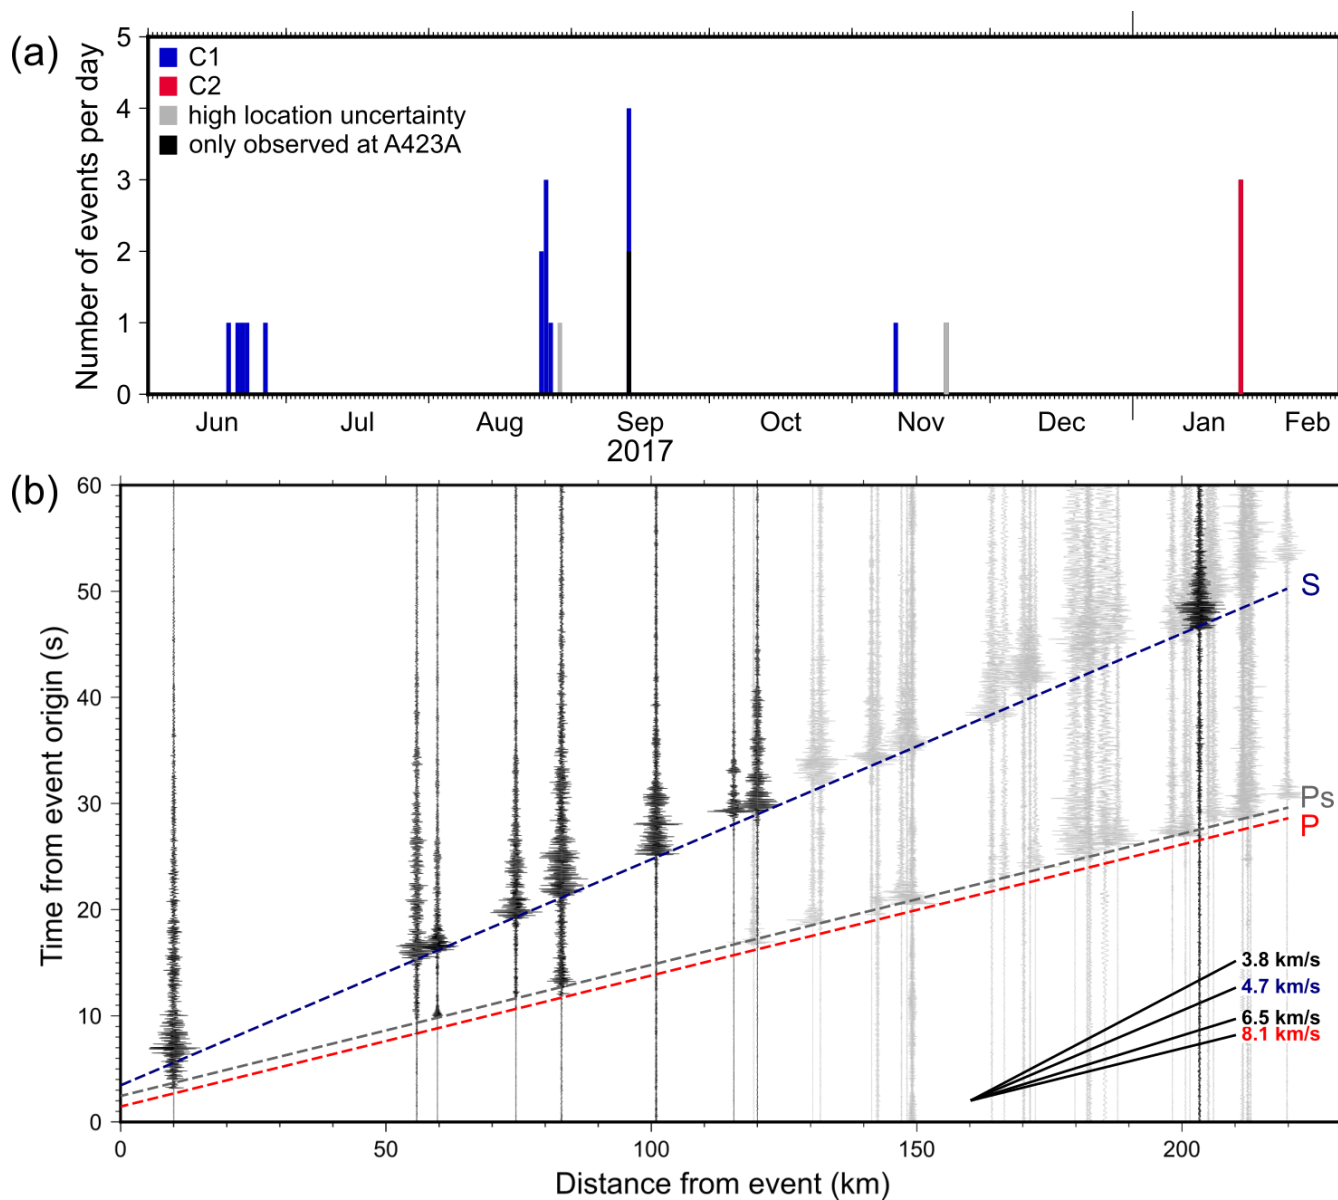 (a)
Number of events per day
5
4
3
2
1
0
C1
C2
high location uncertainty
only observed at A423A
Jun Jul Aug Sep Oct Nov Dec Jan Feb
2017
(b)
Time from event origin (s)
60
50
40
30
20
10
0
S
Ps
P
3.8 km/s
4.7 km/s
6.5 km/s
8.1 km/s
0 50 100 150 200
Distance from event (km)